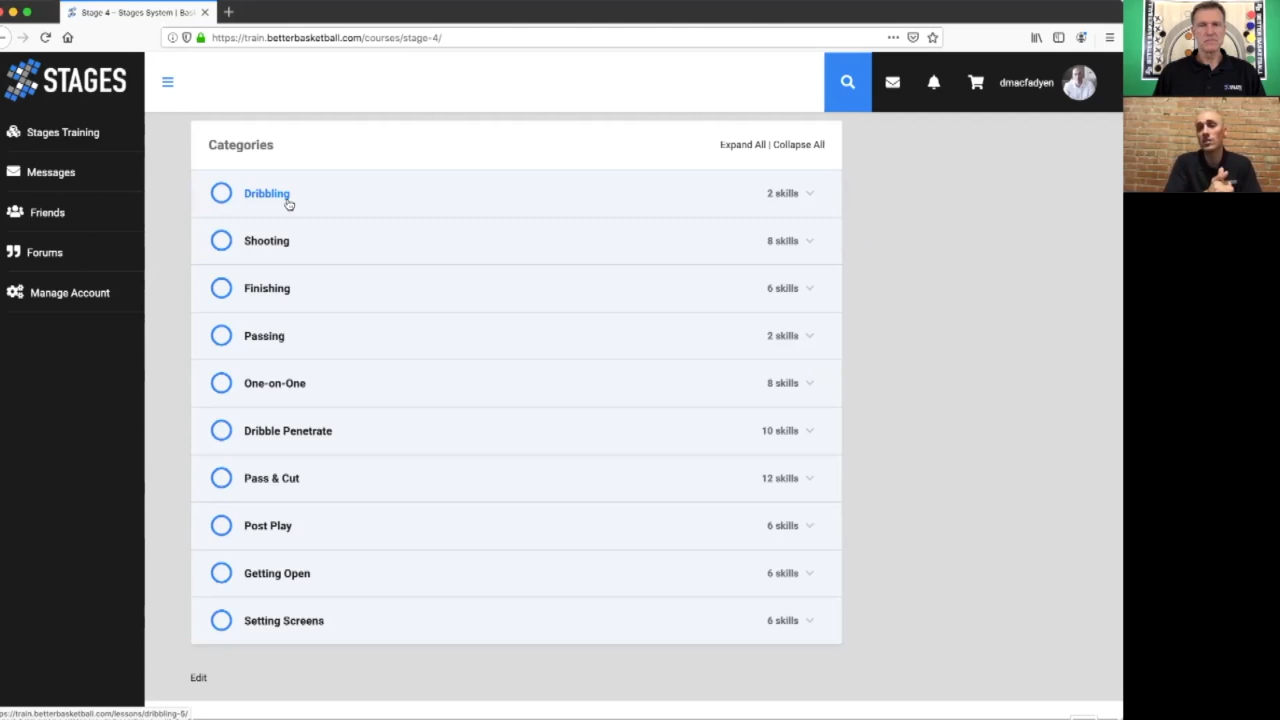 Stage 4 – Stages System | Bas
https://train.betterbasketball.com/courses/stage-4/
STAGES
dmacfadyen
Stages Training
Messages
Friends
Forums
Manage Account
Categories
Expand All | Collapse All
Dribbling
2 skills
Shooting
8 skills
Finishing
6 skills
Passing
2 skills
One-on-One
8 skills
Dribble Penetrate
10 skills
Pass & Cut
12 skills
Post Play
6 skills
Getting Open
6 skills
Setting Screens
6 skills
Edit
ps://train.betterbasketball.com/lessons/dribbling-5/